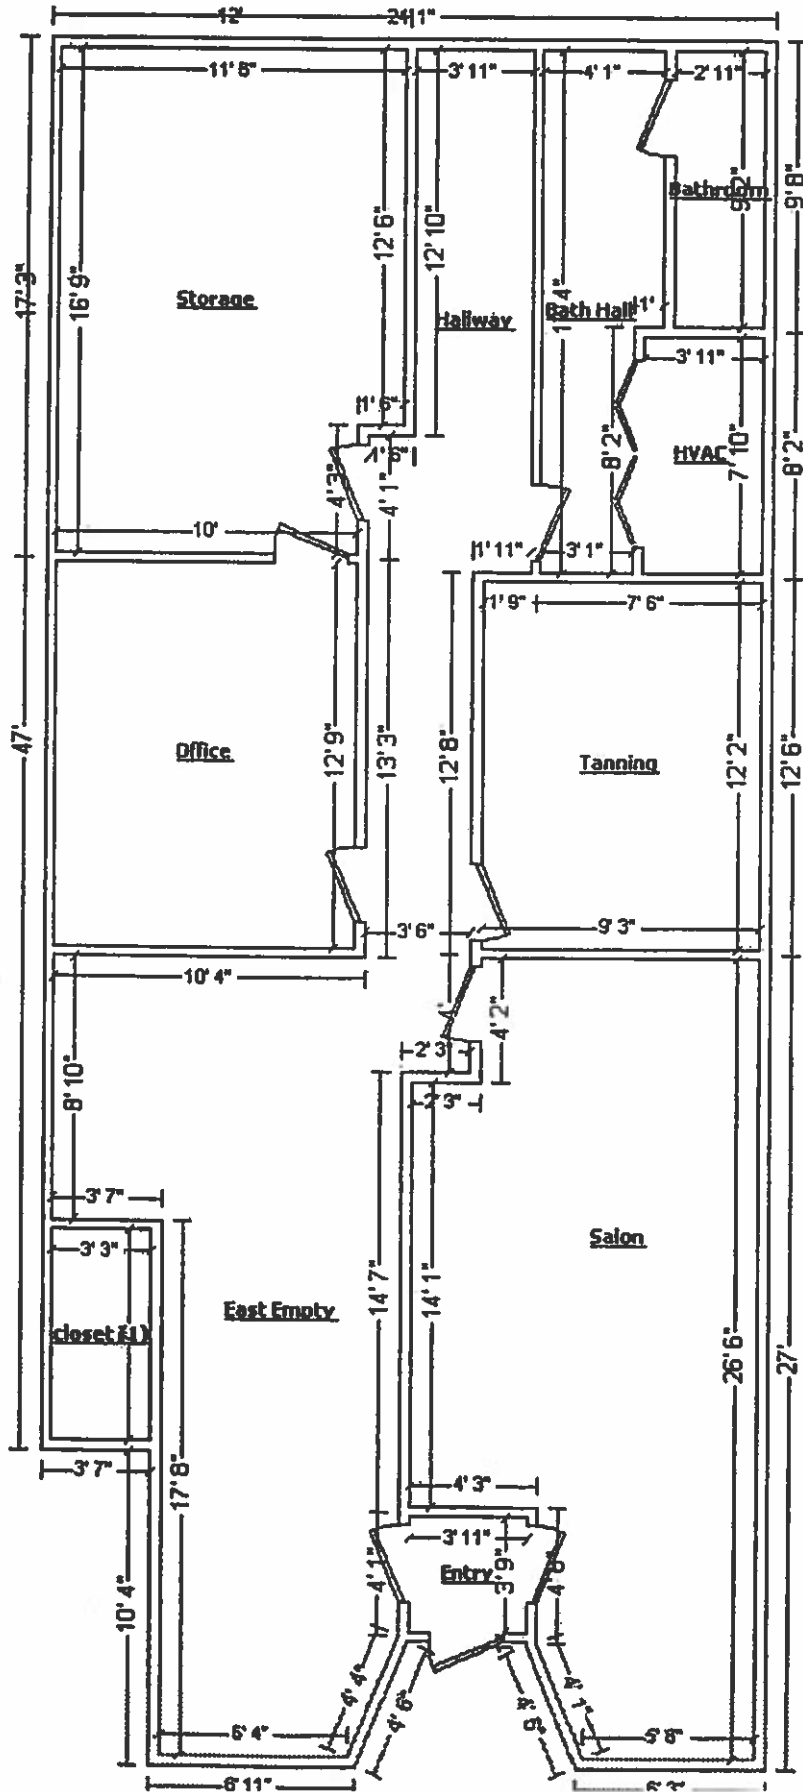 12' 24' 1"
11' 8" 3' 11" 4' 1" 2' 11"
17' 3"
16' 9"
12' 6"
12' 10"
9' 2"
9' 8"
Bathroom
Storage
Hallway
Bath Hall
1'
3' 11"
1' 6"
HVAC
8' 2"
7' 10"
8' 2"
4' 3"
4' 1"
10'
1' 11" 3' 1"
1' 9" 7' 6"
47'
Office
12' 9"
13' 3"
12' 8"
Tanning
12' 2"
12' 6"
3' 6" 9' 3"
10' 4"
4' 2"
2' 3"
8' 10"
2' 3"
3' 7"
3' 3"
Salon
14' 7"
14' 1"
East Empty
closet (1)
26' 6"
27'
3' 7"
17' 8"
4' 3"
3' 11"
Entry
4' 1"
3' 9"
10' 4"
4' 4"
4' 6"
6' 4"
5' 8"
6' 11"
6' 3"